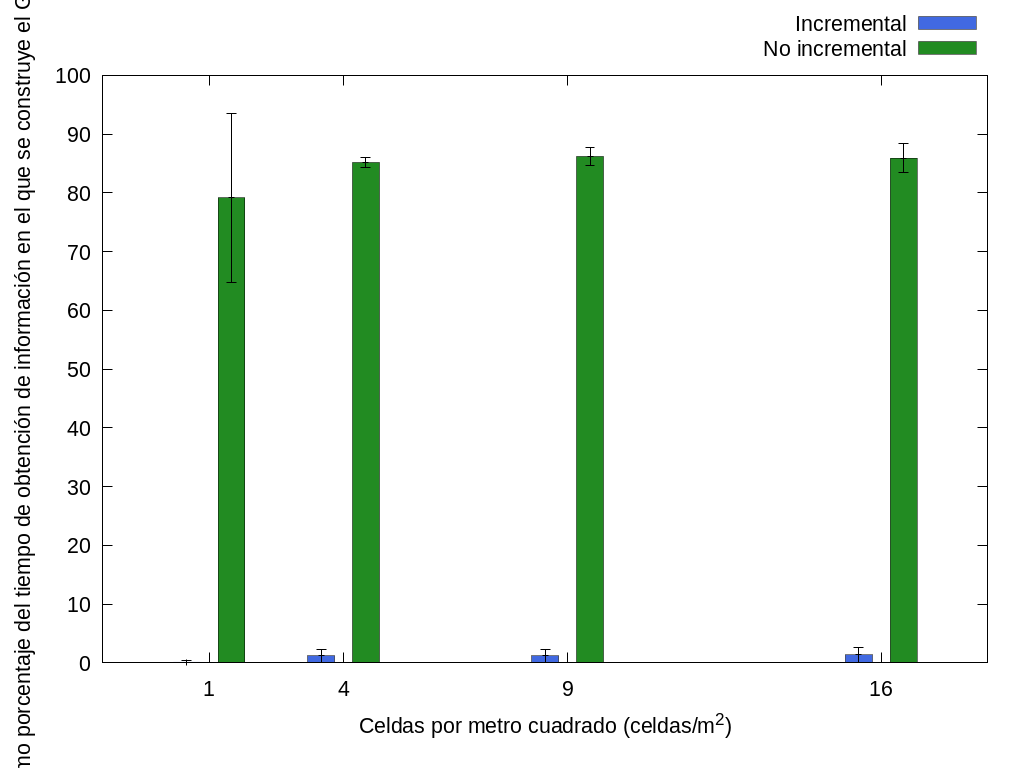 Incremental
No incremental
100
90
80
70
60
50
40
30
20
10
0
1 4 9 16
Celdas por metro cuadrado (celdas/m²)
porcentaje del tiempo de obtención de información en el que se construye el